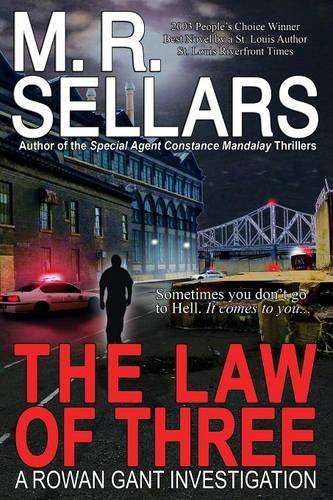 M. R.
SELLARS
2003 People's Choice Winner
Best Novel by a St. Louis Author
St. Louis Riverfront Times
Author of the Special Agent Constance Mandalay Thrillers
Sometimes you don't go
to Hell. It comes to you...
THE LAW
OF THREE
A ROWAN GANT INVESTIGATION